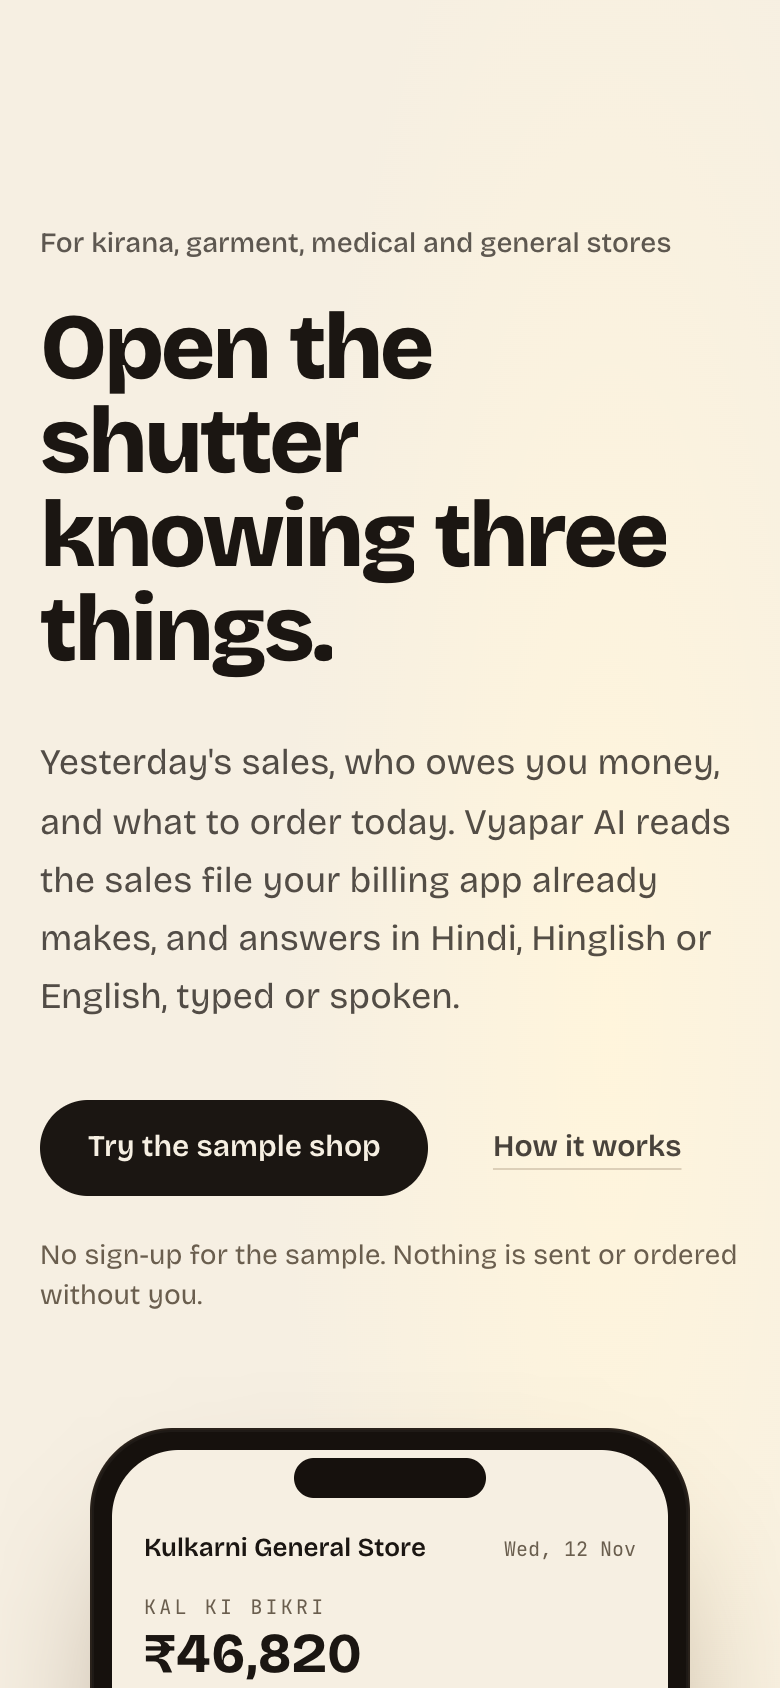 For kirana, garment, medical and general stores
Open the
shutter
knowing three
things.
Yesterday's sales, who owes you money,
and what to order today. Vyapar AI reads
the sales file your billing app already
makes, and answers in Hindi, Hinglish or
English, typed or spoken.
Try the sample shop
How it works
No sign-up for the sample. Nothing is sent or ordered
without you.
Kulkarni General Store
Wed, 12 Nov
KAL KI BIKRI
₹46,820